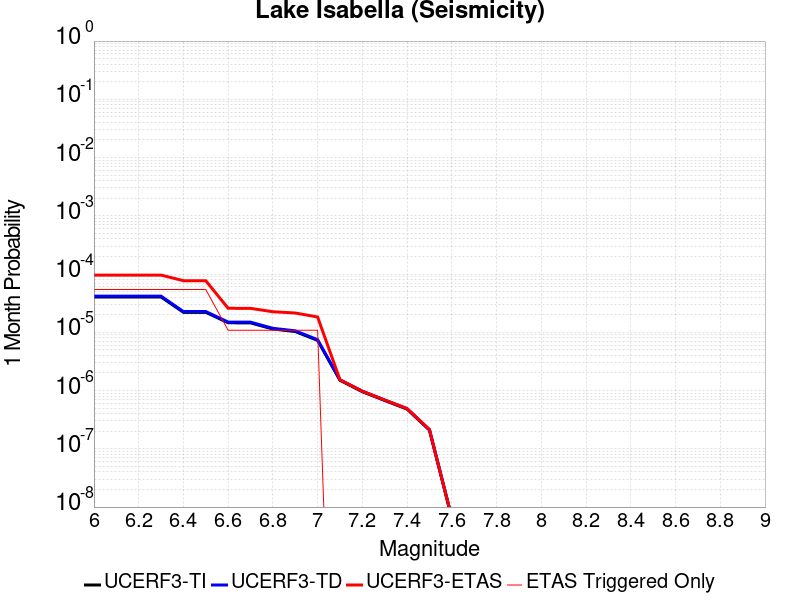 Lake Isabella (Seismicity)
10^0
10^-1
10^-2
10^-3
10^-4
10^-5
10^-6
10^-7
10^-8
1 Month Probability
6 6.2 6.4 6.6 6.8 7 7.2 7.4 7.6 7.8 8 8.2 8.4 8.6 8.8 9
Magnitude
UCERF3-TI UCERF3-TD UCERF3-ETAS ETAS Triggered Only